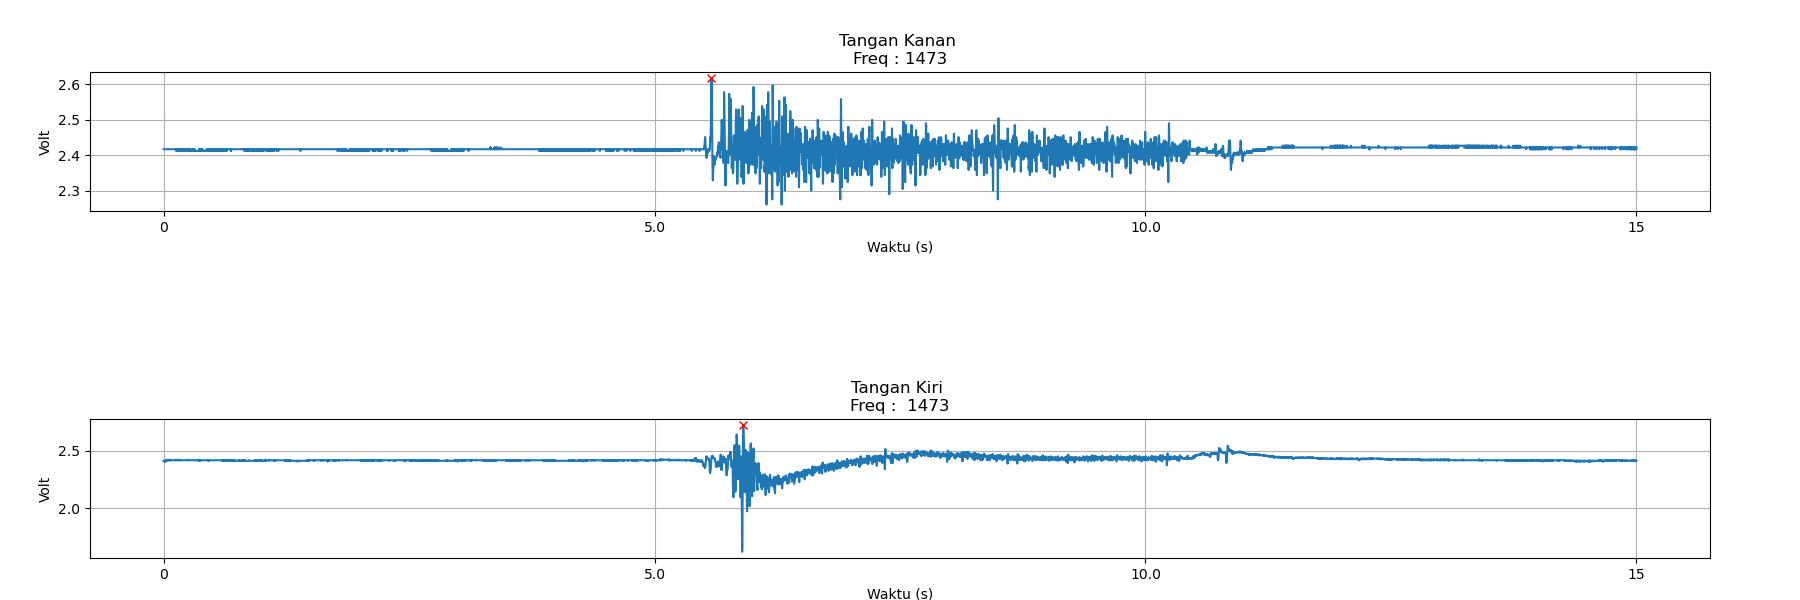 Tangan Kanan
Freq : 1473
2.6
2.5
2.4
2.3
Volt
0 5.0 10.0 15
Waktu (s)
Tangan Kiri
Freq :  1473
2.5
2.0
Volt
0 5.0 10.0 15
Waktu (s)